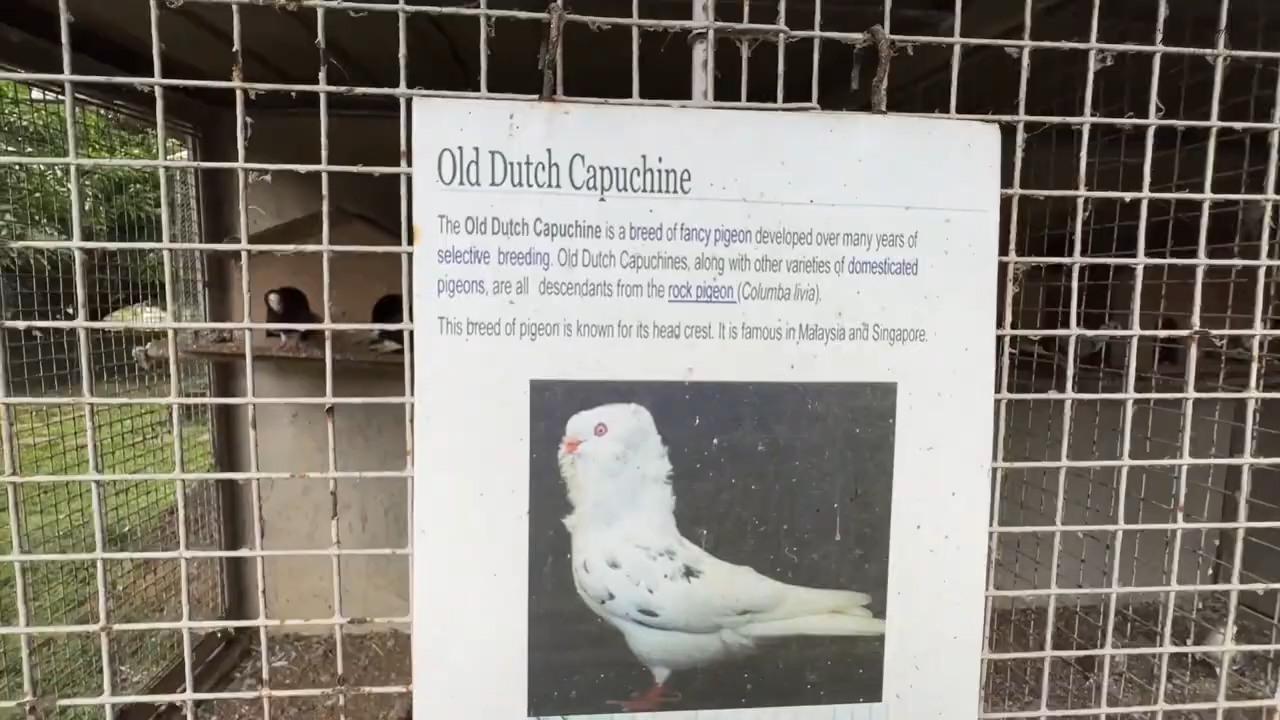 Old Dutch Capuchine
The Old Dutch Capuchine is a breed of fancy pigeon developed over many years of
selective breeding. Old Dutch Capuchines, along with other varieties of domesticated
pigeons, are all descendants from the rock pigeon (Columba livia).
This breed of pigeon is known for its head crest. It is famous in Malaysia and Singapore.